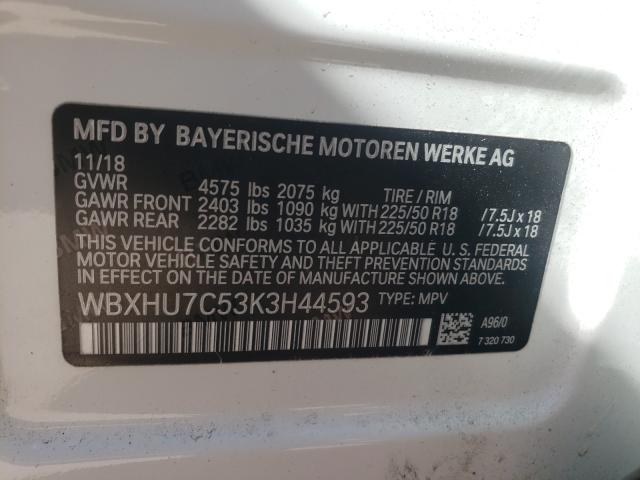 MFD BY BAYERISCHE MOTOREN WERKE AG
11/18
GVWR 4575 lbs 2075 kg TIRE / RIM
GAWR FRONT 2403 lbs 1090 kg WITH 225/50 R18 /7.5J x 18
GAWR REAR 2282 lbs 1035 kg WITH 225/50 R18 /7.5J x 18
THIS VEHICLE CONFORMS TO ALL APPLICABLE U. S. FEDERAL
MOTOR VEHICLE SAFETY AND THEFT PREVENTION STANDARDS
IN EFFECT ON THE DATE OF MANUFACTURE SHOWN ABOVE.
WBXHU7C53K3H44593 TYPE: MPV
A96/0
7 320 730